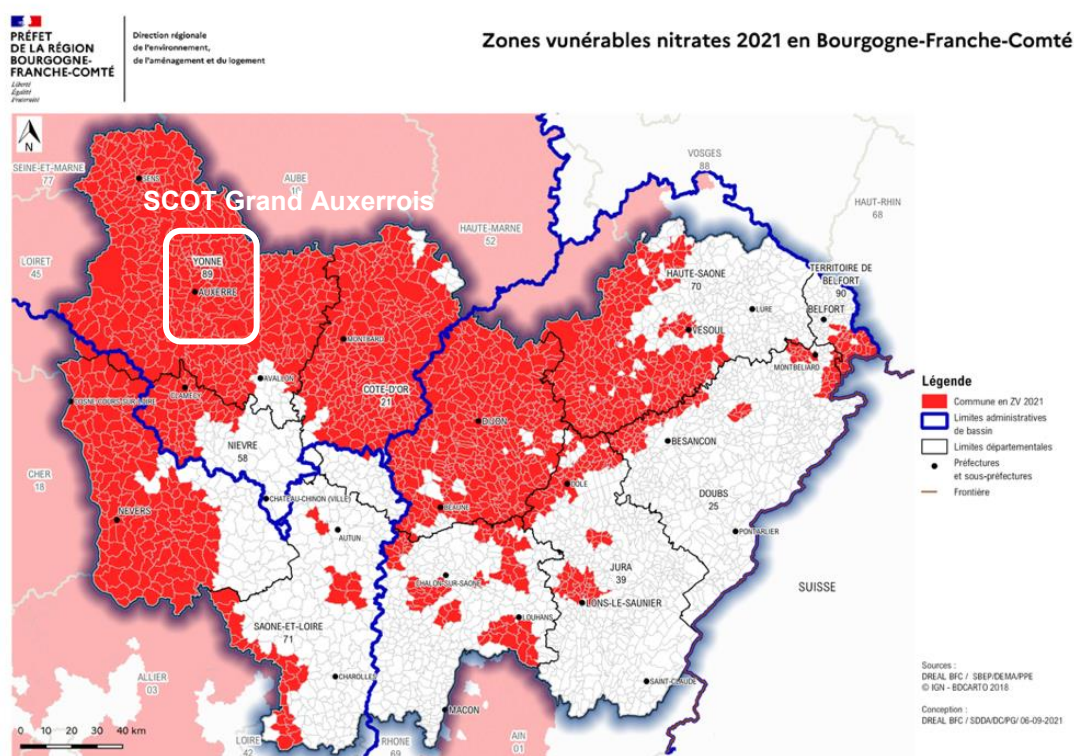 PRÉFET
DE LA RÉGION
BOURGOGNE-
FRANCHE-COMTÉ
Liberté
Égalité
Fraternité
Direction régionale
de l'environnement,
de l'aménagement et du logement
Zones vunérables nitrates 2021 en Bourgogne-Franche-Comté
N
SEINE-ET-MARNE
77
SENS
AUBE
10
SCOT Grand Auxerrois
VOSGES
88
HAUT-RHIN
68
HAUTE-MARNE
52
LOIRET
45
YONNE
89
AUXERRE
HAUTE-SAONE
70
TERRITOIRE DE
BELFORT
90
BELFORT
LURE
VESOUL
MONTBARD
MONTBELIARD
AVALLON
CLAMECY
COSNE-COURS-SUR-LOIRE
COTE-D'OR
21
DIJON
BESANCON
NIEVRE
58
CHER
18
DOLE
DOUBS
25
CHATEAU-CHINON (VILLE)
NEVERS
BEAUNE
AUTUN
PONTARLIER
CHALON-SUR-SAONE
JURA
39
SUISSE
LONS-LE-SAUNIER
LOUHANS
SAONE-ET-LOIRE
71
ALLIER
03
CHAROLLES
SAINT-CLAUDE
MACON
LOIRE
42
RHONE
69
AIN
01
0 10 20 30 40 km
Légende
Commune en ZV 2021
Limites administratives
de bassin
Limites départementales
Préfectures
et sous-préfectures
Frontière
Sources :
DREAL BFC / SBEP/DEMA/PPE
© IGN - BDCARTO 2018
Conception :
DREAL BFC / SDDA/DC/PG/ 06-09-2021